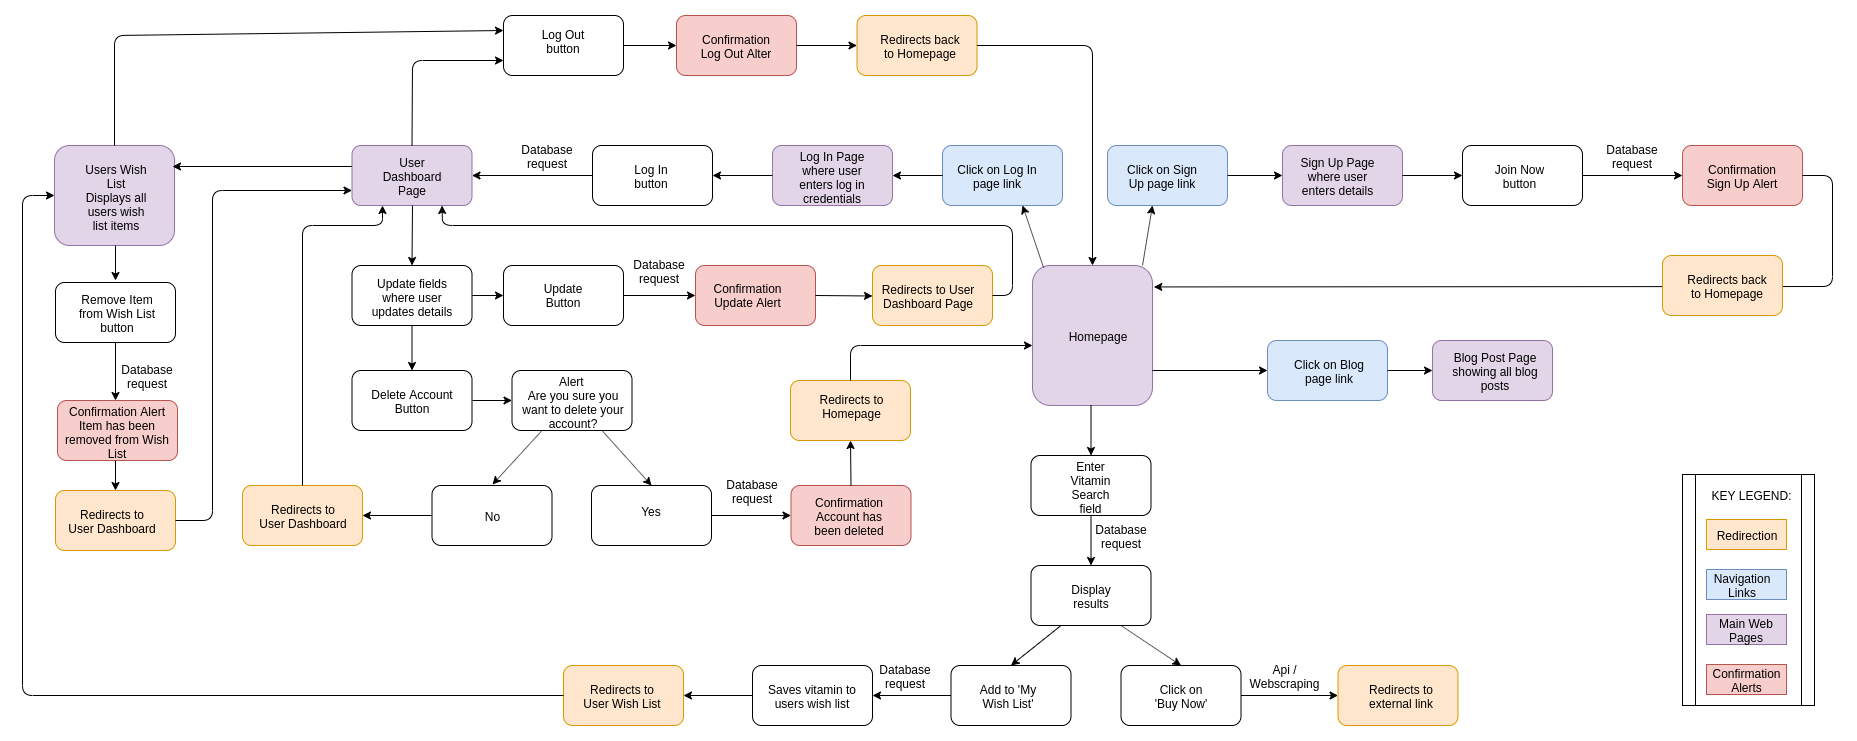 Log Out
button
Confirmation
Log Out Alter
Redirects back
to Homepage
Users Wish
List
Displays all
users wish
list items
User
Dashboard
Page
Database
request
Log In
button
Log In Page
where user
enters log in
credentials
Click on Log In
page link
Click on Sign
Up page link
Sign Up Page
where user
enters details
Join Now
button
Database
request
Confirmation
Sign Up Alert
Remove Item
from Wish List
button
Update fields
where user
updates details
Update
Button
Database
request
Confirmation
Update Alert
Redirects to User
Dashboard Page
Homepage
Redirects back
to Homepage
Database
request
Delete Account
Button
Alert
Are you sure you
want to delete your
account?
Redirects to
Homepage
Click on Blog
page link
Blog Post Page
showing all blog
posts
Confirmation Alert
Item has been
removed from Wish
List
Redirects to
User Dashboard
Redirects to
User Dashboard
No
Yes
Database
request
Confirmation
Account has
been deleted
Enter
Vitamin
Search
field
Database
request
Display
results
Redirects to
User Wish List
Saves vitamin to
users wish list
Database
request
Add to 'My
Wish List'
Click on
'Buy Now'
Api /
Webscraping
Redirects to
external link
KEY LEGEND:
Redirection
Navigation
Links
Main Web
Pages
Confirmation
Alerts